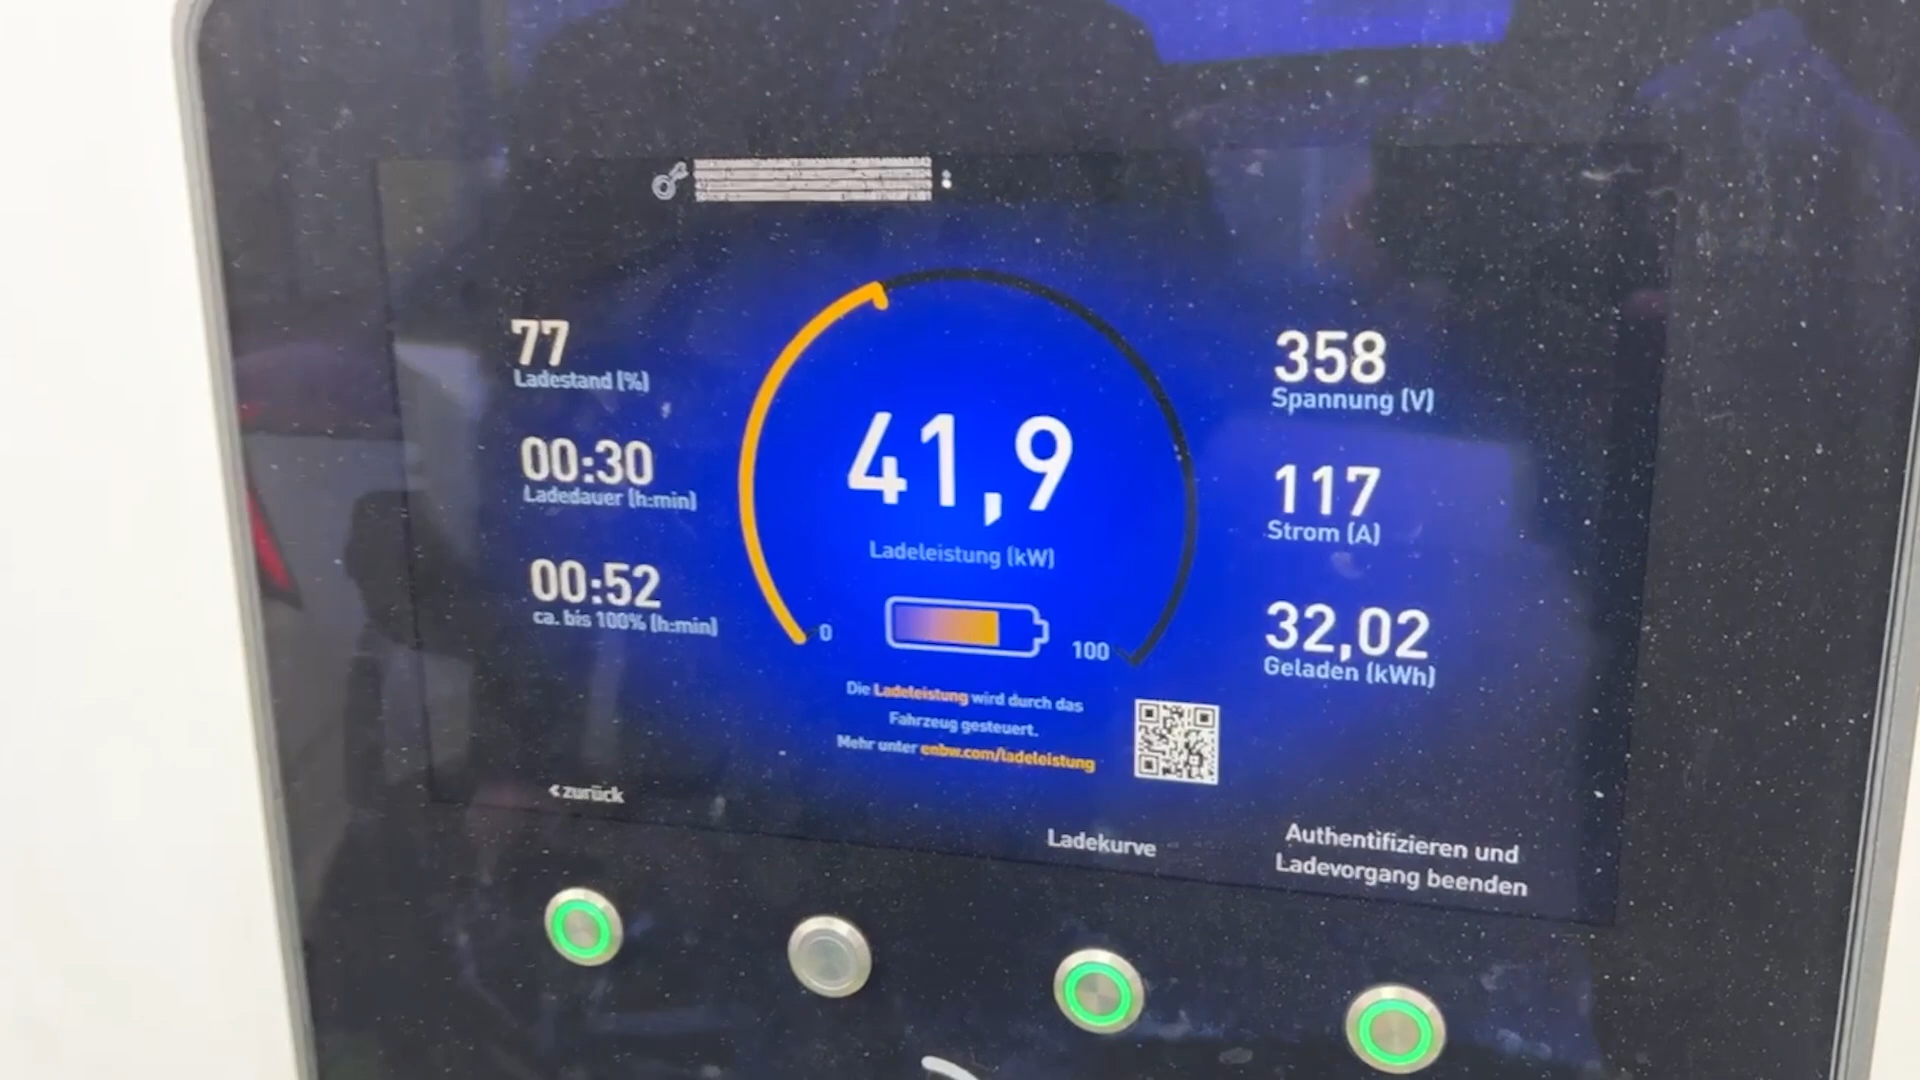 77
Ladestand (%)
00:30
Ladedauer (h:min)
00:52
ca. bis 100% (h:min)
41,9
Ladeleistung (kW)
0
100
358
Spannung (V)
117
Strom (A)
32,02
Geladen (kWh)
Die Ladeleistung wird durch das
Fahrzeug gesteuert.
Mehr unter enbw.com/ladeleistung
< zurück
Ladekurve
Authentifizieren und
Ladevorgang beenden